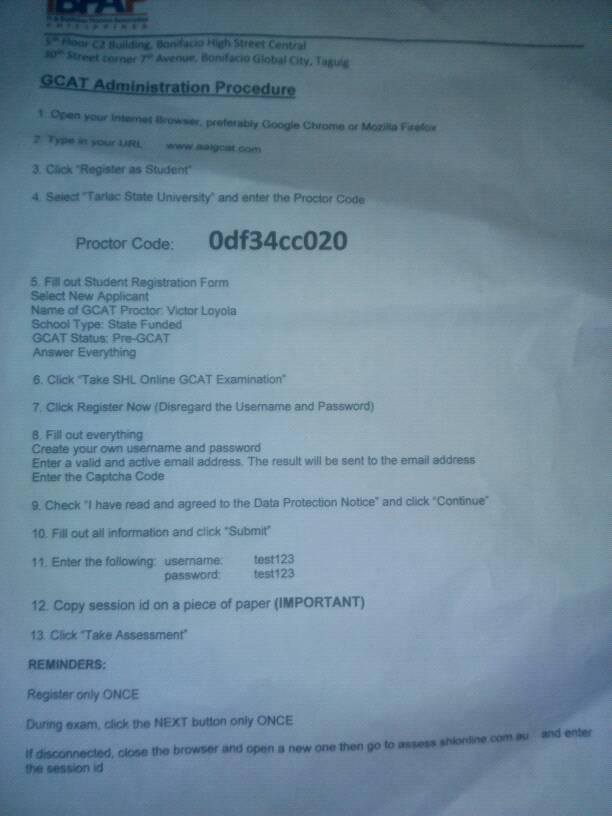 IBPAP
IT & Business Process Association
PHILIPPINES
5th Floor C2 Building, Bonifacio High Street Central
30th Street corner 7th Avenue, Bonifacio Global City, Taguig
GCAT Administration Procedure
1. Open your Internet Browser, preferably Google Chrome or Mozilla Firefox
2. Type in your URL www.aaigcat.com
3. Click "Register as Student"
4. Select "Tarlac State University" and enter the Proctor Code
Proctor Code: 0df34cc020
5. Fill out Student Registration Form
Select New Applicant
Name of GCAT Proctor: Victor Loyola
School Type: State Funded
GCAT Status: Pre-GCAT
Answer Everything
6. Click "Take SHL Online GCAT Examination"
7. Click Register Now (Disregard the Username and Password)
8. Fill out everything
Create your own username and password
Enter a valid and active email address. The result will be sent to the email address
Enter the Captcha Code
9. Check "I have read and agreed to the Data Protection Notice" and click "Continue"
10. Fill out all information and click "Submit"
11. Enter the following: username: test123
password: test123
12. Copy session id on a piece of paper (IMPORTANT)
13. Click "Take Assessment"
REMINDERS:
Register only ONCE
During exam, click the NEXT button only ONCE
If disconnected, close the browser and open a new one then go to assess.shlonline.com.au and enter
the session id